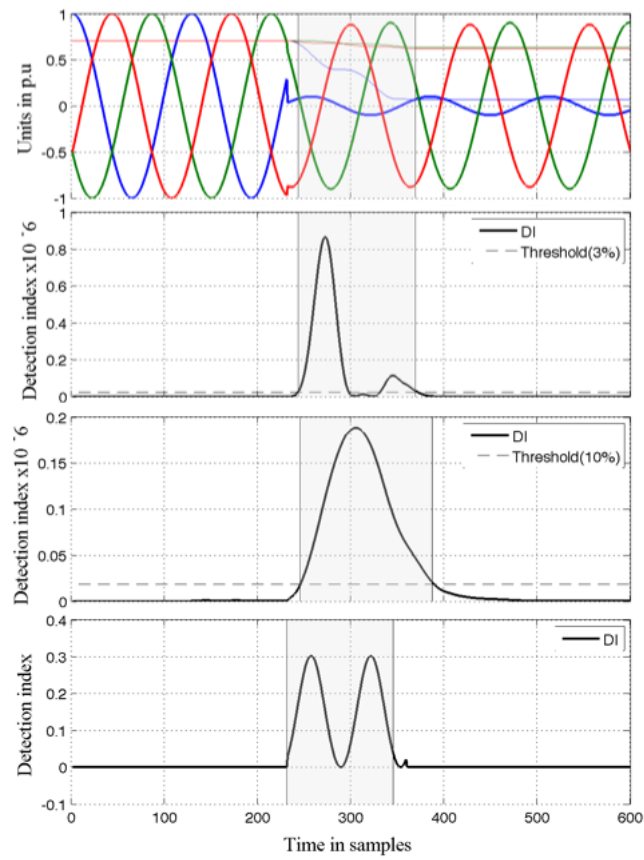 1
0.5
0
-0.5
-1
Units in p.u
1
0.8
0.6
0.4
0.2
0
Detection index x10 ^-6
DI
Threshold(3%)
0.2
0.15
0.1
0.05
0
Detection index x10 ^-6
DI
Threshold(10%)
0.4
0.3
0.2
0.1
0
-0.1
Detection index
DI
0 100 200 300 400 500 600
Time in samples